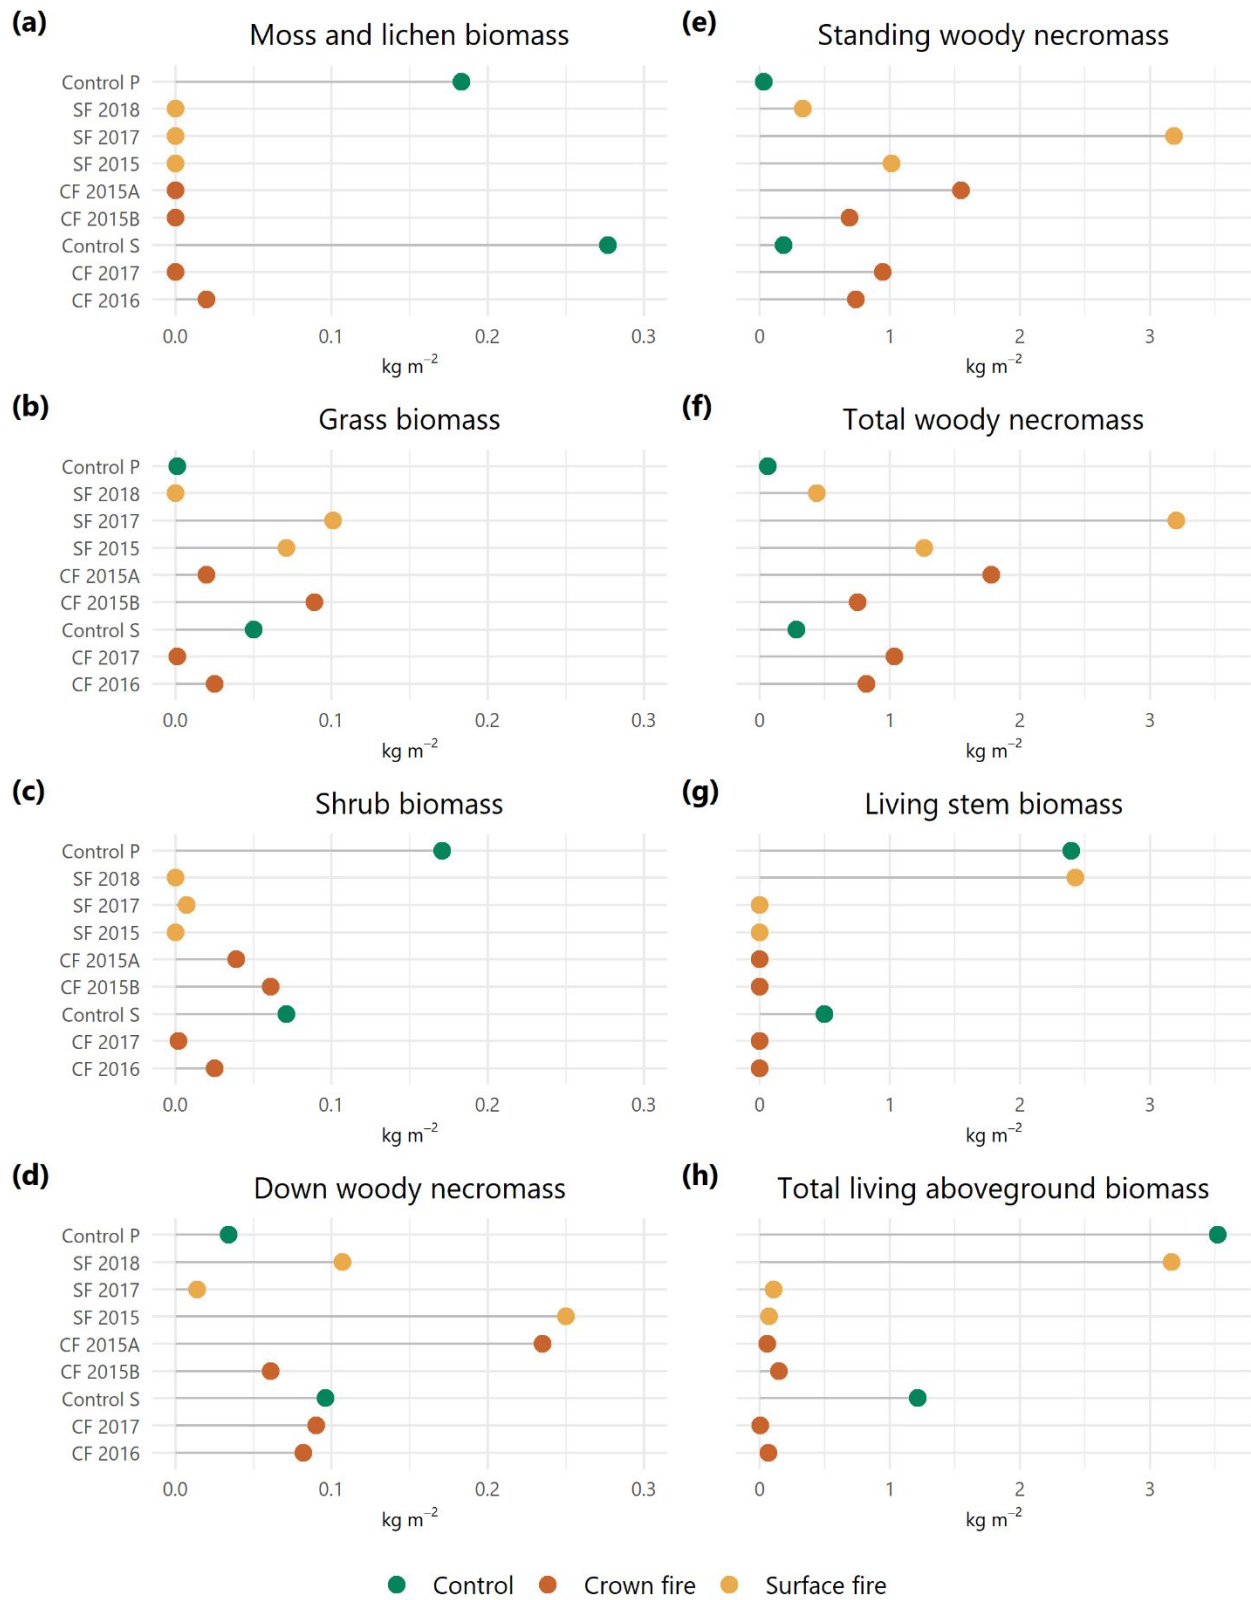 (a)
Moss and lichen biomass
Control P
SF 2018
SF 2017
SF 2015
CF 2015A
CF 2015B
Control S
CF 2017
CF 2016
0.0 0.1 0.2 0.3
kg m⁻²
(e)
Standing woody necromass
0 1 2 3
kg m⁻²
(b)
Grass biomass
Control P
SF 2018
SF 2017
SF 2015
CF 2015A
CF 2015B
Control S
CF 2017
CF 2016
0.0 0.1 0.2 0.3
kg m⁻²
(f)
Total woody necromass
0 1 2 3
kg m⁻²
(c)
Shrub biomass
Control P
SF 2018
SF 2017
SF 2015
CF 2015A
CF 2015B
Control S
CF 2017
CF 2016
0.0 0.1 0.2 0.3
kg m⁻²
(g)
Living stem biomass
0 1 2 3
kg m⁻²
(d)
Down woody necromass
Control P
SF 2018
SF 2017
SF 2015
CF 2015A
CF 2015B
Control S
CF 2017
CF 2016
0.0 0.1 0.2 0.3
kg m⁻²
(h)
Total living aboveground biomass
0 1 2 3
kg m⁻²
Control Crown fire Surface fire